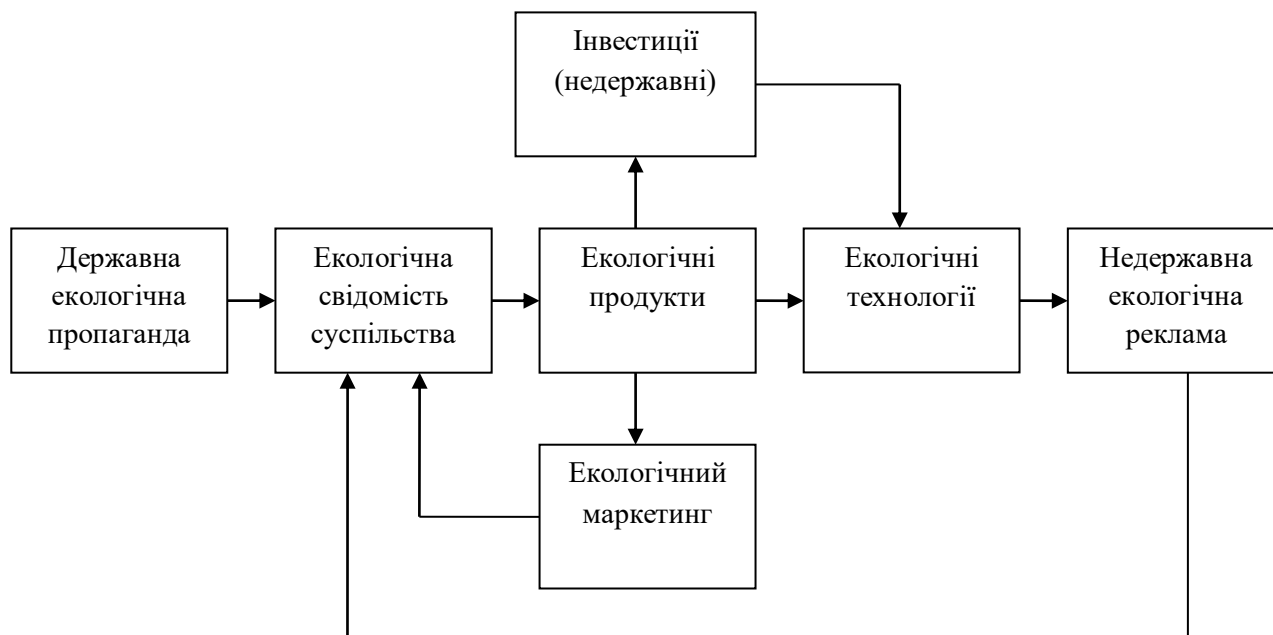 Інвестиції
(недержавні)
Державна
екологічна
пропаганда
Екологічна
свідомість
суспільства
Екологічні
продукти
Екологічні
технології
Недержавна
екологічна
реклама
Екологічний
маркетинг